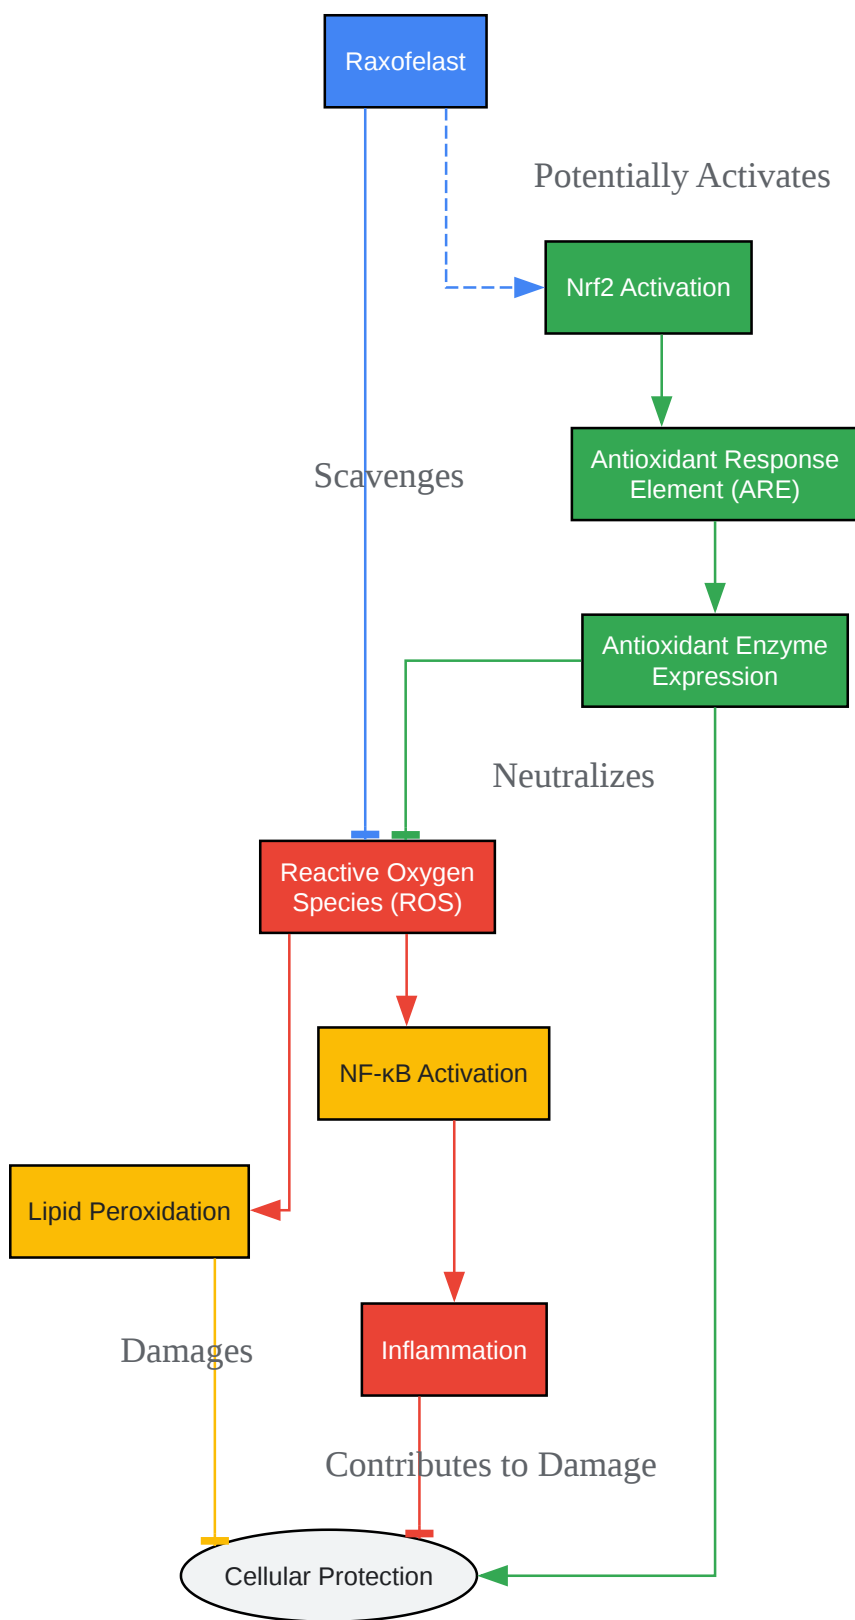 Raxofelast
Potentially Activates
Nrf2 Activation
Scavenges
Antioxidant Response
Element (ARE)
Antioxidant Enzyme
Expression
Neutralizes
Reactive Oxygen
Species (ROS)
NF-κB Activation
Lipid Peroxidation
Damages
Inflammation
Contributes to Damage
Cellular Protection